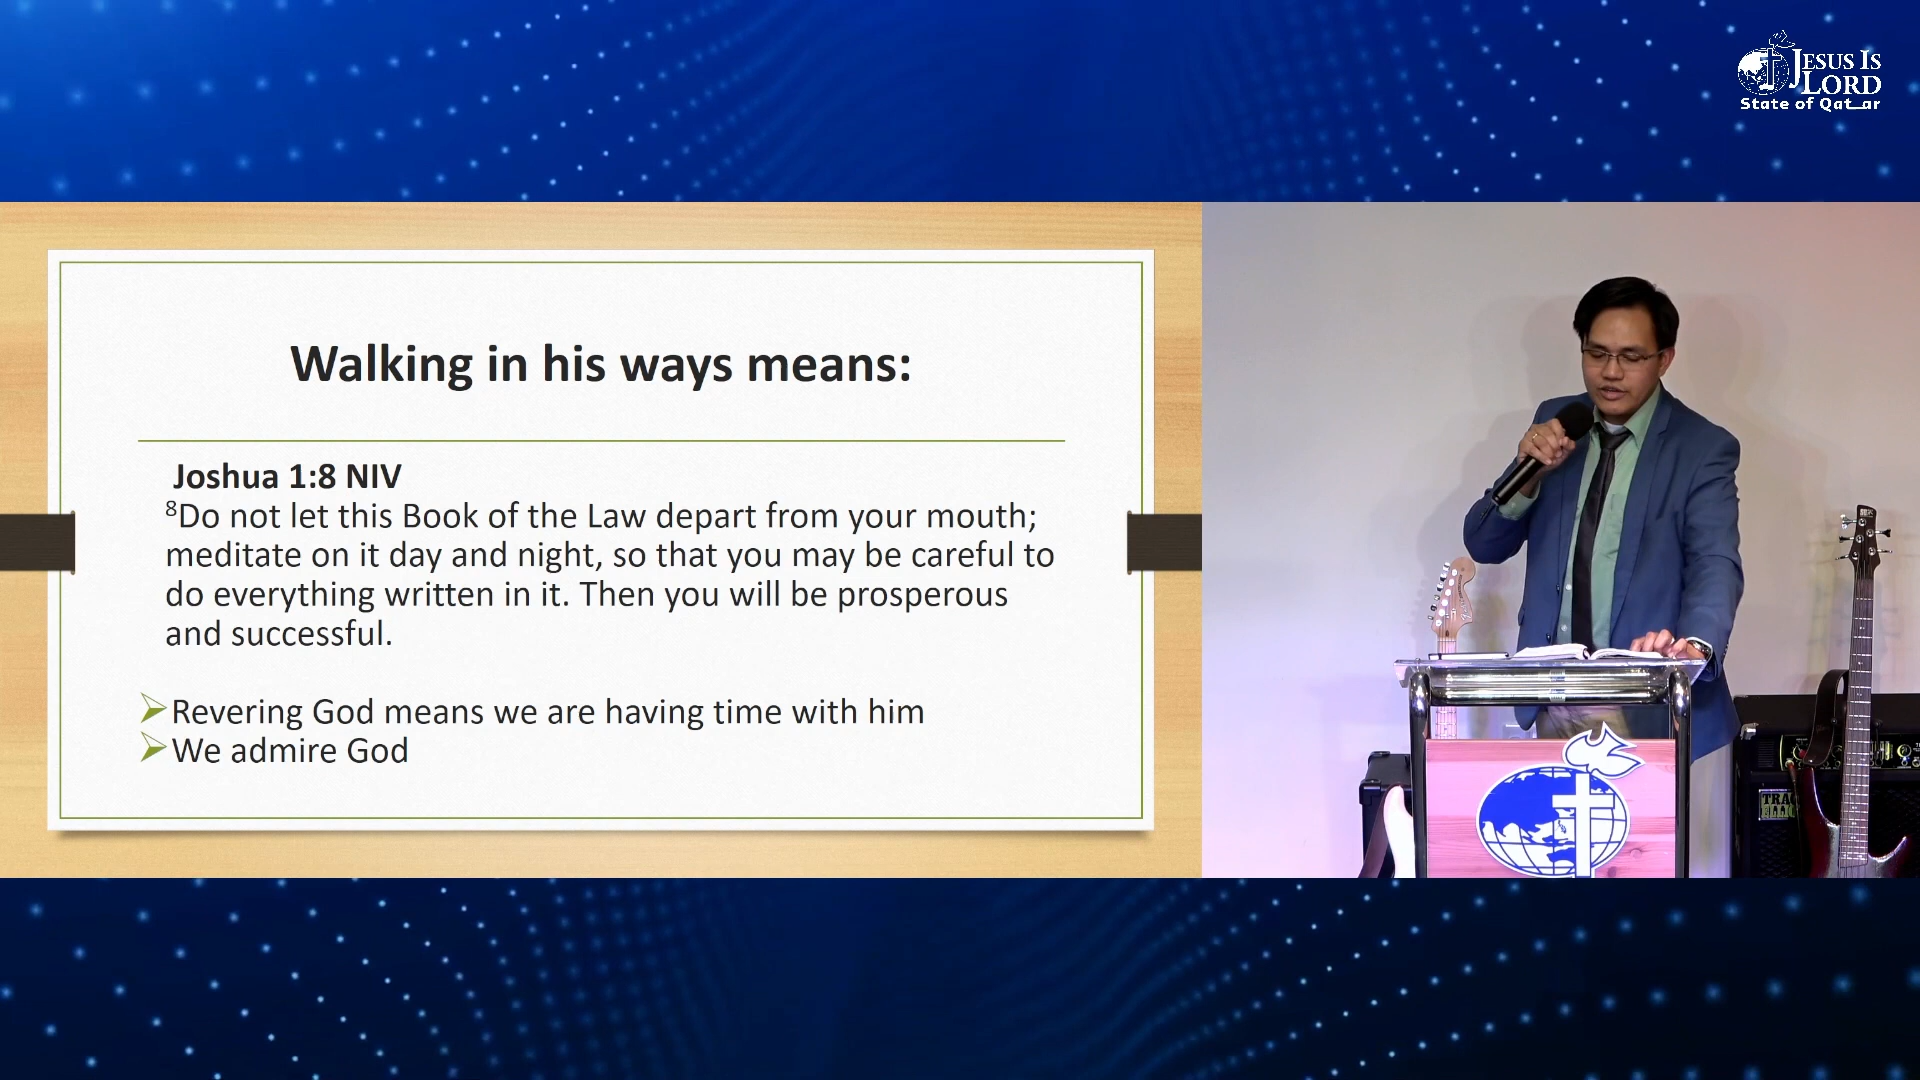 JESUS IS
LORD
State of Qatar
Walking in his ways means:
Joshua 1:8 NIV
⁸Do not let this Book of the Law depart from your mouth;
meditate on it day and night, so that you may be careful to
do everything written in it. Then you will be prosperous
and successful.
Revering God means we are having time with him
We admire God